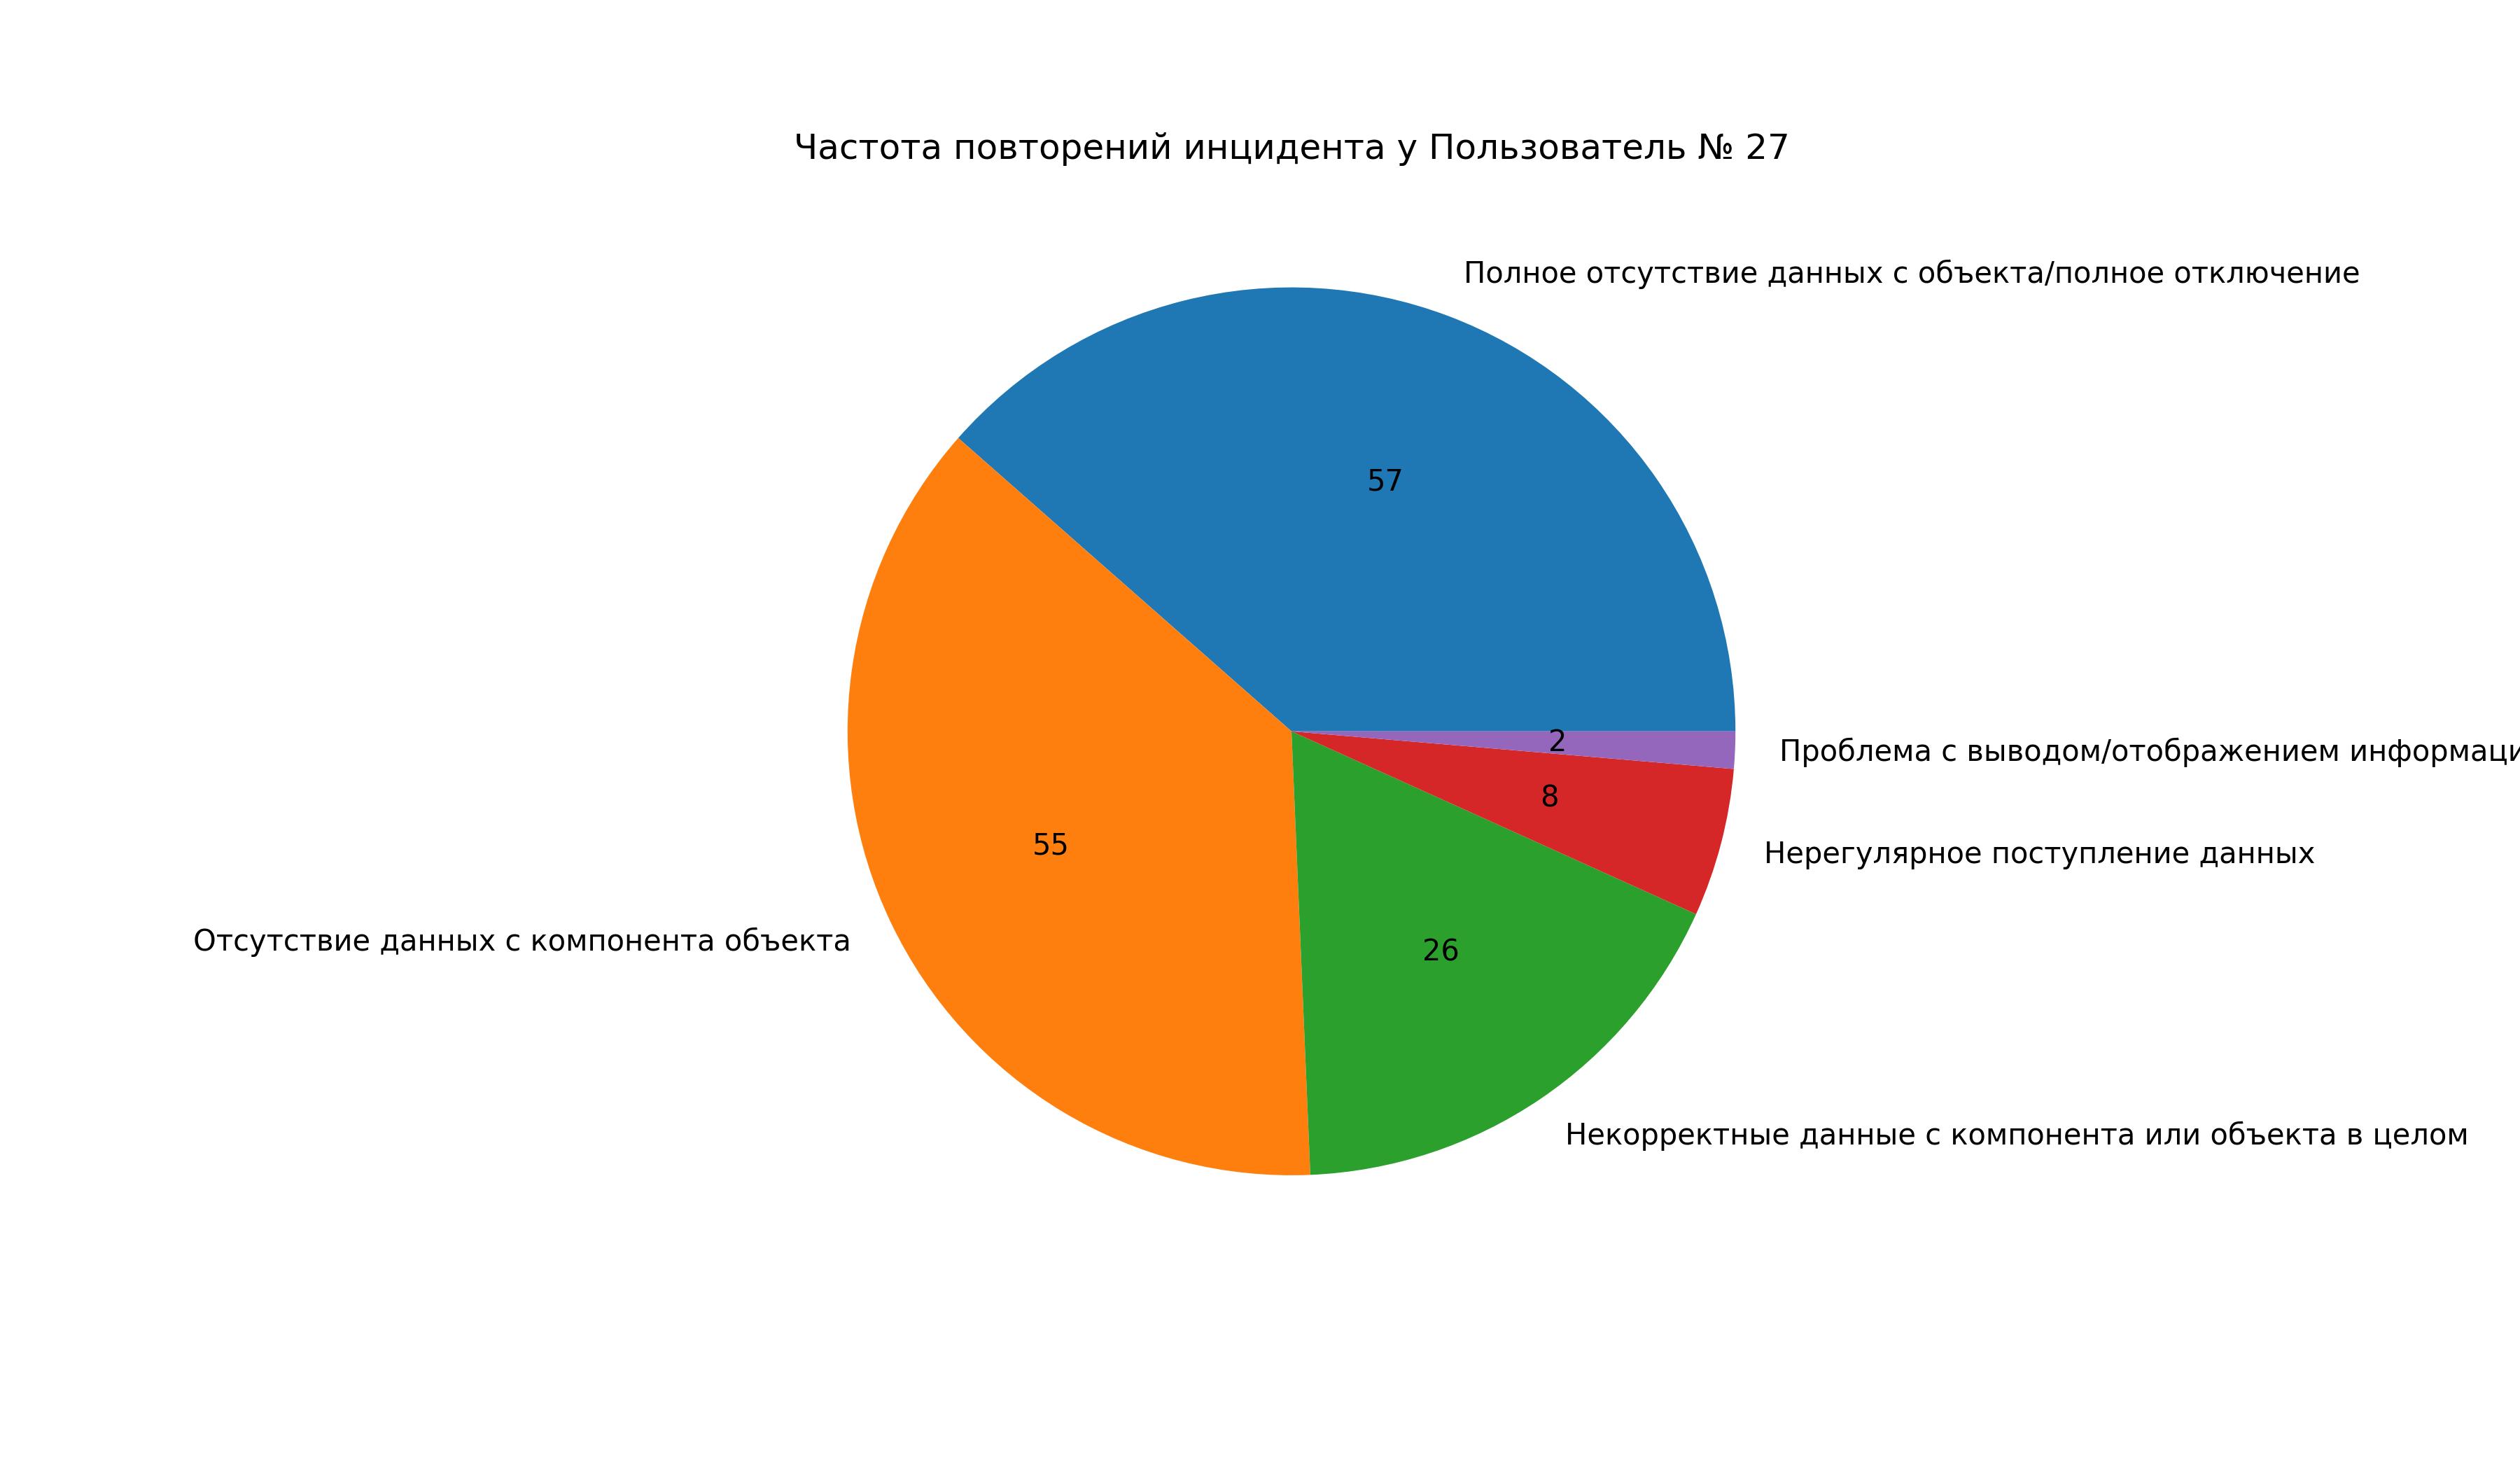 Частота повторений инцидента у Пользователь № 27
Полное отсутствие данных с объекта/полное отключение
57
2
Проблема с выводом/отображением информаци
8
55
Нерегулярное поступление данных
Отсутствие данных с компонента объекта
26
Некорректные данные с компонента или объекта в целом